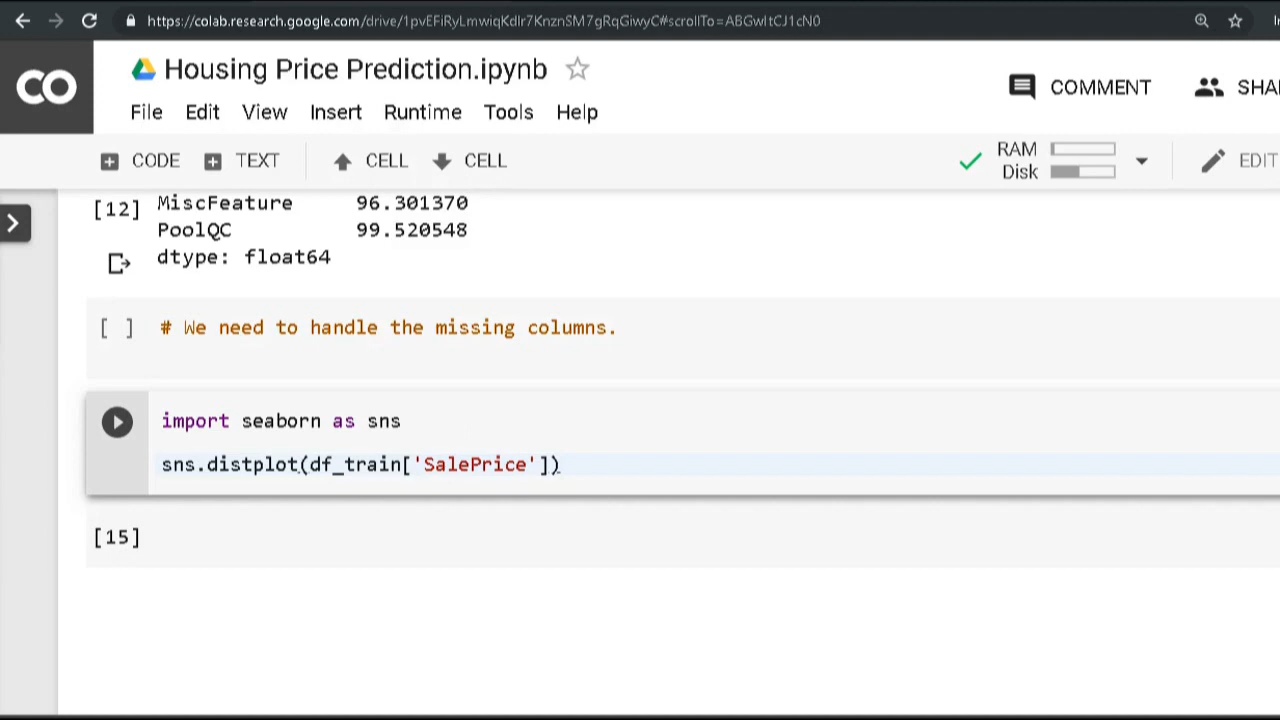 https://colab.research.google.com/drive/1pvEFiRyLmwiqKdIr7KnznSM7gRqGiwyC#scrollTo=ABGwItCJ1cN0
CO Housing Price Prediction.ipynb
COMMENT SHA
File Edit View Insert Runtime Tools Help
CODE TEXT CELL CELL RAM Disk EDIT
[12] MiscFeature 96.301370
PoolQC 99.520548
dtype: float64
[ ] # We need to handle the missing columns.
import seaborn as sns
sns.distplot(df_train['SalePrice'])
[15]